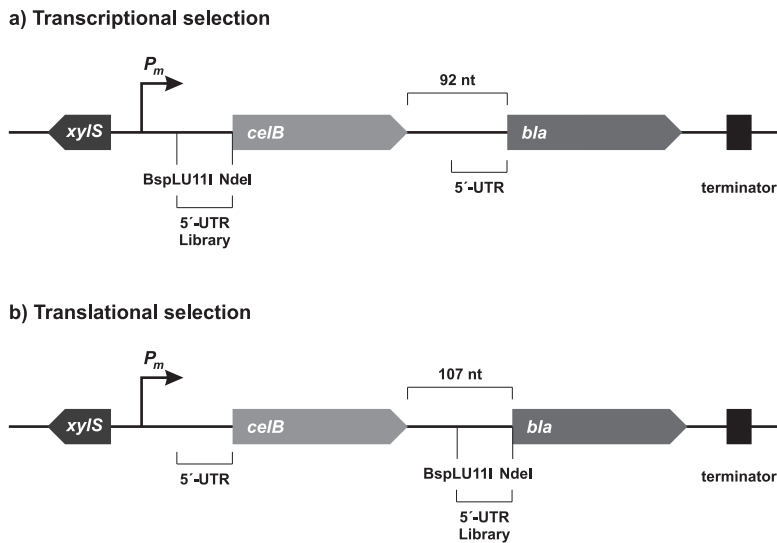 a) Transcriptional selection
Pm
92 nt
xylS
celB
bla
BspLU11I NdeI
5´-UTR
Library
5´-UTR
terminator
b) Translational selection
Pm
107 nt
xylS
celB
bla
5´-UTR
BspLU11I NdeI
5´-UTR
Library
terminator